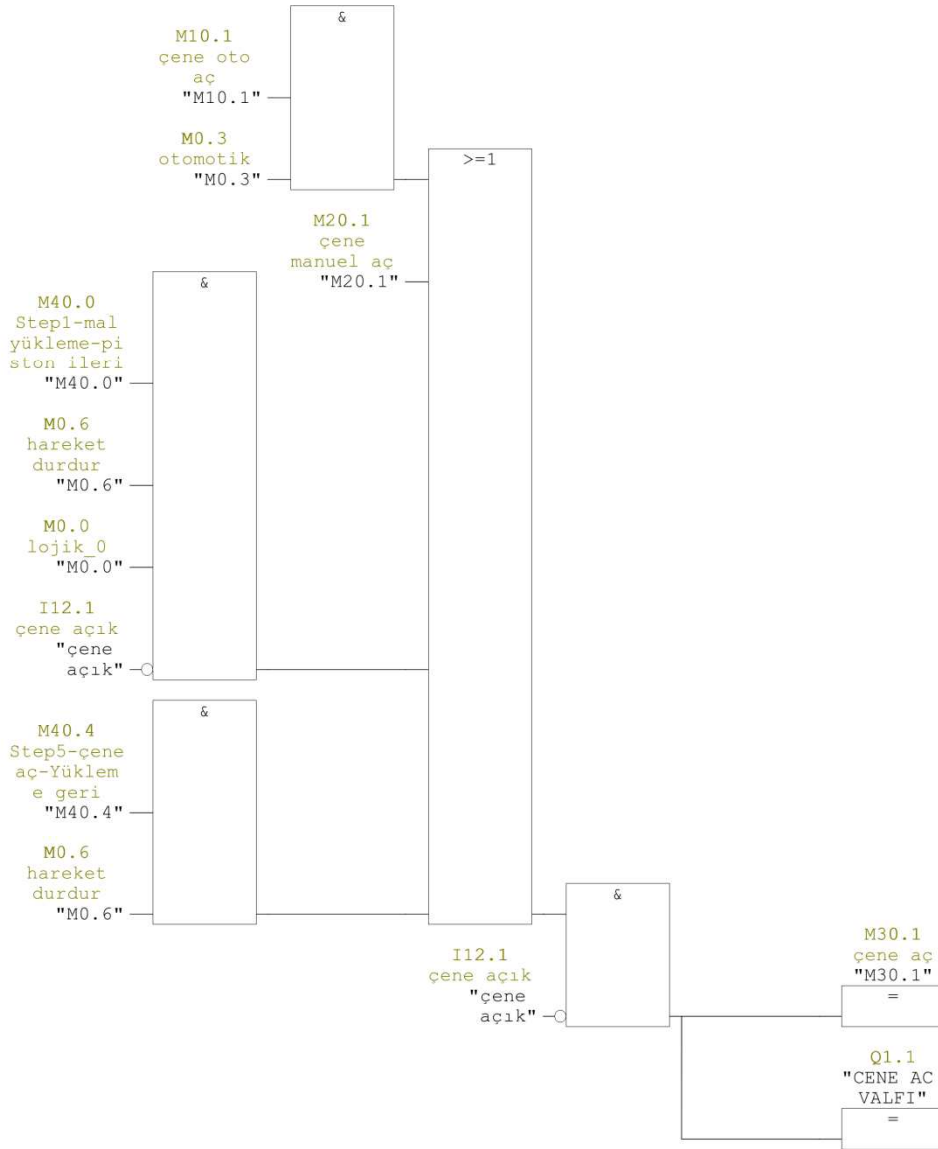 &
M10.1
çene oto
aç
"M10.1"
M0.3
otomotik
"M0.3"
>=1
M20.1
çene
manuel aç
"M20.1"
&
M40.0
Step1-mal
yükleme-pi
ston ileri
"M40.0"
M0.6
hareket
durdur
"M0.6"
M0.0
lojik_0
"M0.0"
I12.1
çene açık
"çene
açık"
&
M40.4
Step5-çene
aç-Yüklem
e geri
"M40.4"
M0.6
hareket
durdur
"M0.6"
&
I12.1
çene açık
"çene
açık"
M30.1
çene aç
"M30.1"
=
Q1.1
"CENE AC
VALFI"
=